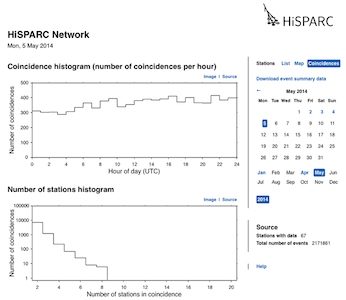 HiSPARC
HiSPARC Network
Mon, 5 May 2014
Coincidence histogram (number of coincidences per hour)
Image | Source
Number of coincidences
500
400
300
200
100
0
0 2 4 6 8 10 12 14 16 18 20 22 24
Hour of day (UTC)
Number of stations histogram
Image | Source
Number of coincidences
100000
10000
1000
100
10
1
2 4 6 8 10 12 14 16 18 20
Number of stations in coincidence
Stations List Map Coincidences
Download event summary data
← May 2014
Mon Tue Wed Thu Fri Sat Sun
1 2 3 4
5 6 7 8 9 10 11
12 13 14 15 16 17 18
19 20 21 22 23 24 25
26 27 28 29 30 31
Jan Feb Mar Apr May Jun
Jul Aug Sep Oct Nov Dec
2014
Source
Stations with data 67
Total number of events 2171861
Help